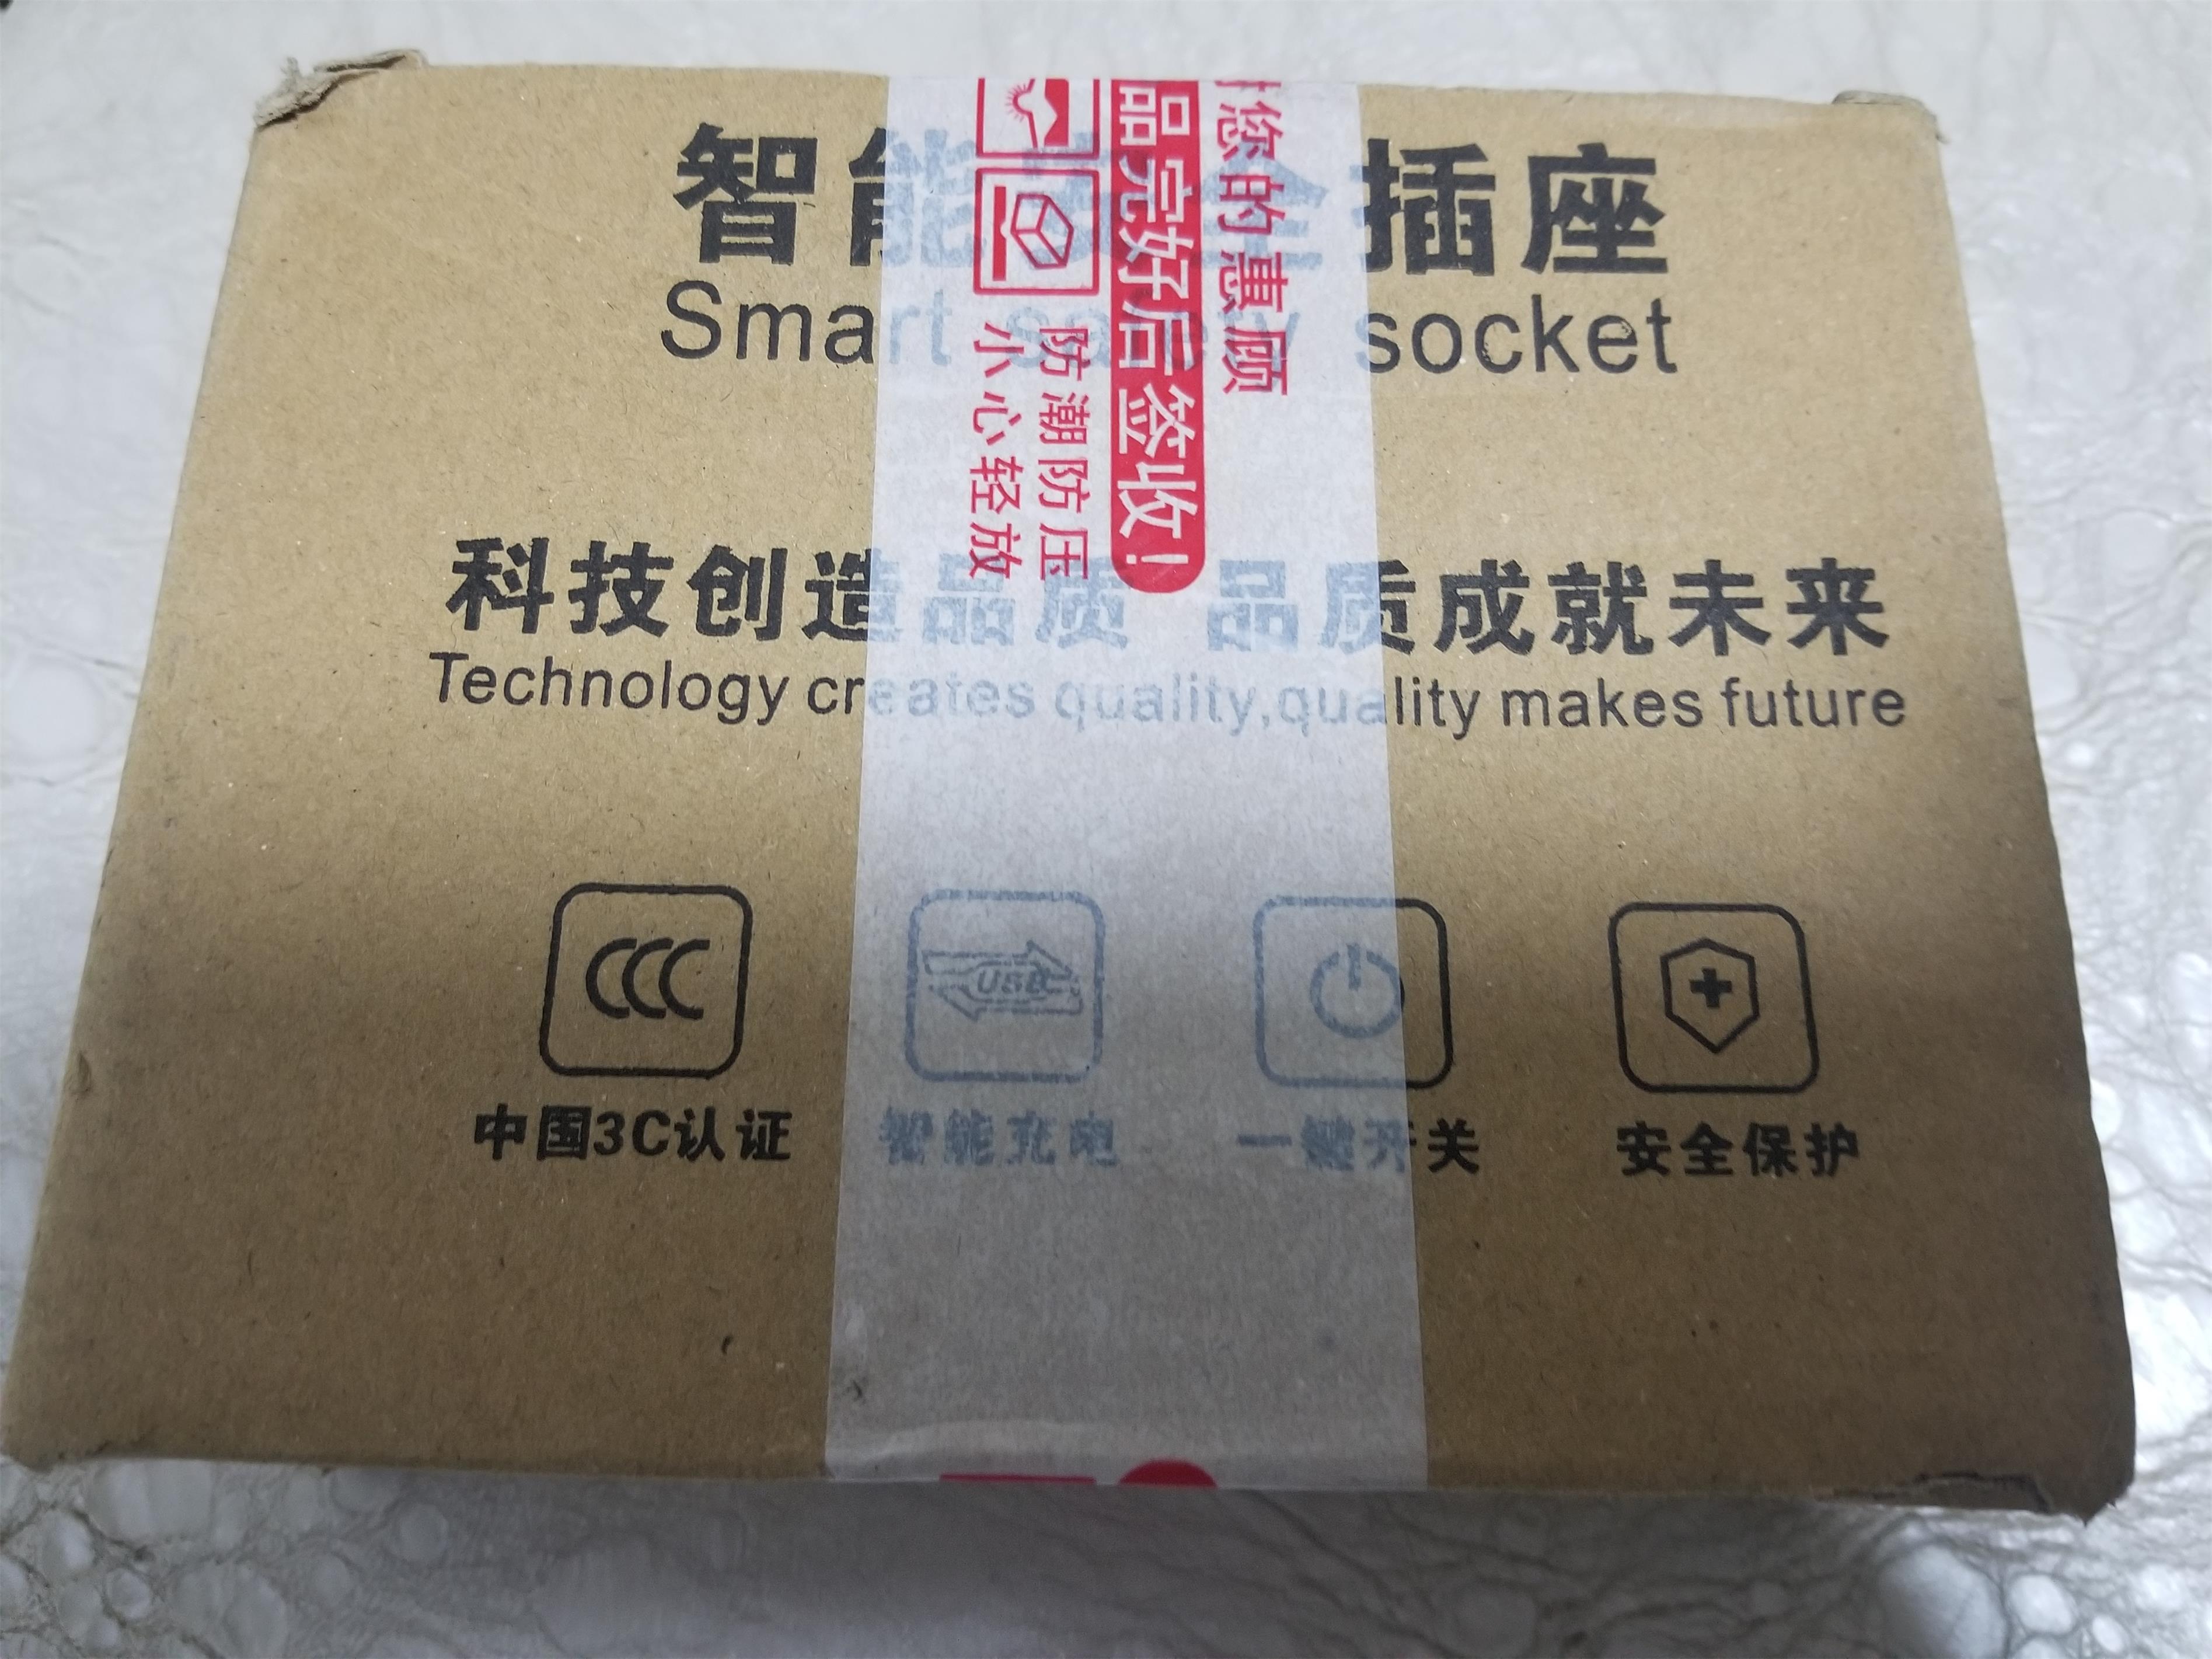 智能安全插座
Smart safety socket
科技创造品质 品质成就未来
Technology creates quality,quality makes future
CCC
USB
中国3C认证
智能充电
一键开关
安全保护
您的惠顾
品完好后签收!
防潮防压
小心轻放